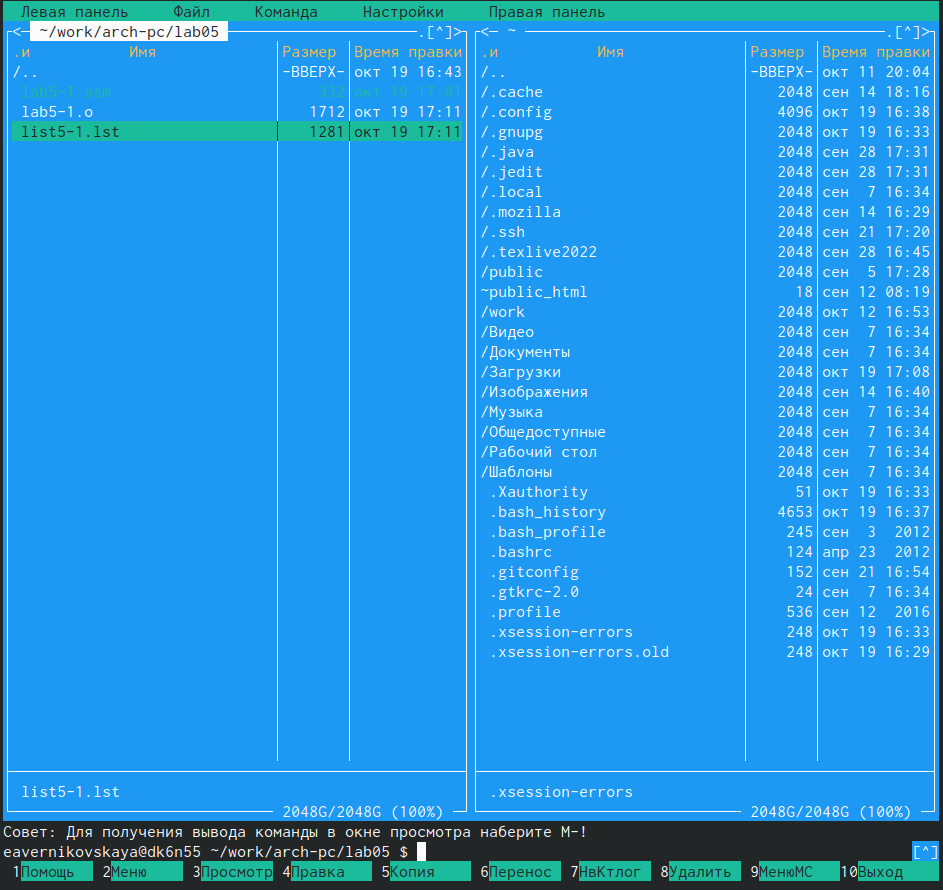 Левая панель Файл Команда Настройки Правая панель
<─ ~/work/arch-pc/lab05 ─.[^]>
.и Имя Размер Время правки
/.. -ВВЕРХ- окт 19 16:43
lab5-1.asm 332 окт 19 17:01
lab5-1.o 1712 окт 19 17:11
list5-1.lst 1281 окт 19 17:11
list5-1.lst
2048G/2048G (100%)
<─ ~ ─.[^]>
.и Имя Размер Время правки
/.. -ВВЕРХ- окт 11 20:04
/.cache 2048 сен 14 18:16
/.config 4096 окт 19 16:38
/.gnupg 2048 окт 19 16:33
/.java 2048 сен 28 17:31
/.jedit 2048 сен 28 17:31
/.local 2048 сен 7 16:34
/.mozilla 2048 сен 14 16:29
/.ssh 2048 сен 21 17:20
/.texlive2022 2048 сен 28 16:45
/public 2048 сен 5 17:28
~public_html 18 сен 12 08:19
/work 2048 окт 12 16:53
/Видео 2048 сен 7 16:34
/Документы 2048 сен 7 16:34
/Загрузки 2048 окт 19 17:08
/Изображения 2048 сен 14 16:40
/Музыка 2048 сен 7 16:34
/Общедоступные 2048 сен 7 16:34
/Рабочий стол 2048 сен 7 16:34
/Шаблоны 2048 сен 7 16:34
.Xauthority 51 окт 19 16:33
.bash_history 4653 окт 19 16:37
.bash_profile 245 сен 3 2012
.bashrc 124 апр 23 2012
.gitconfig 152 сен 21 16:54
.gtkrc-2.0 24 сен 7 16:34
.profile 536 сен 12 2016
.xsession-errors 248 окт 19 16:33
.xsession-errors.old 248 окт 19 16:29
.xsession-errors
2048G/2048G (100%)
Совет: Для получения вывода команды в окне просмотра наберите M-!
eavernikovskaya@dk6n55 ~/work/arch-pc/lab05 $ [^]
1Помощь 2Меню 3Просмотр 4Правка 5Копия 6Перенос 7НвКтлог 8Удалить 9МенюMC 10Выход